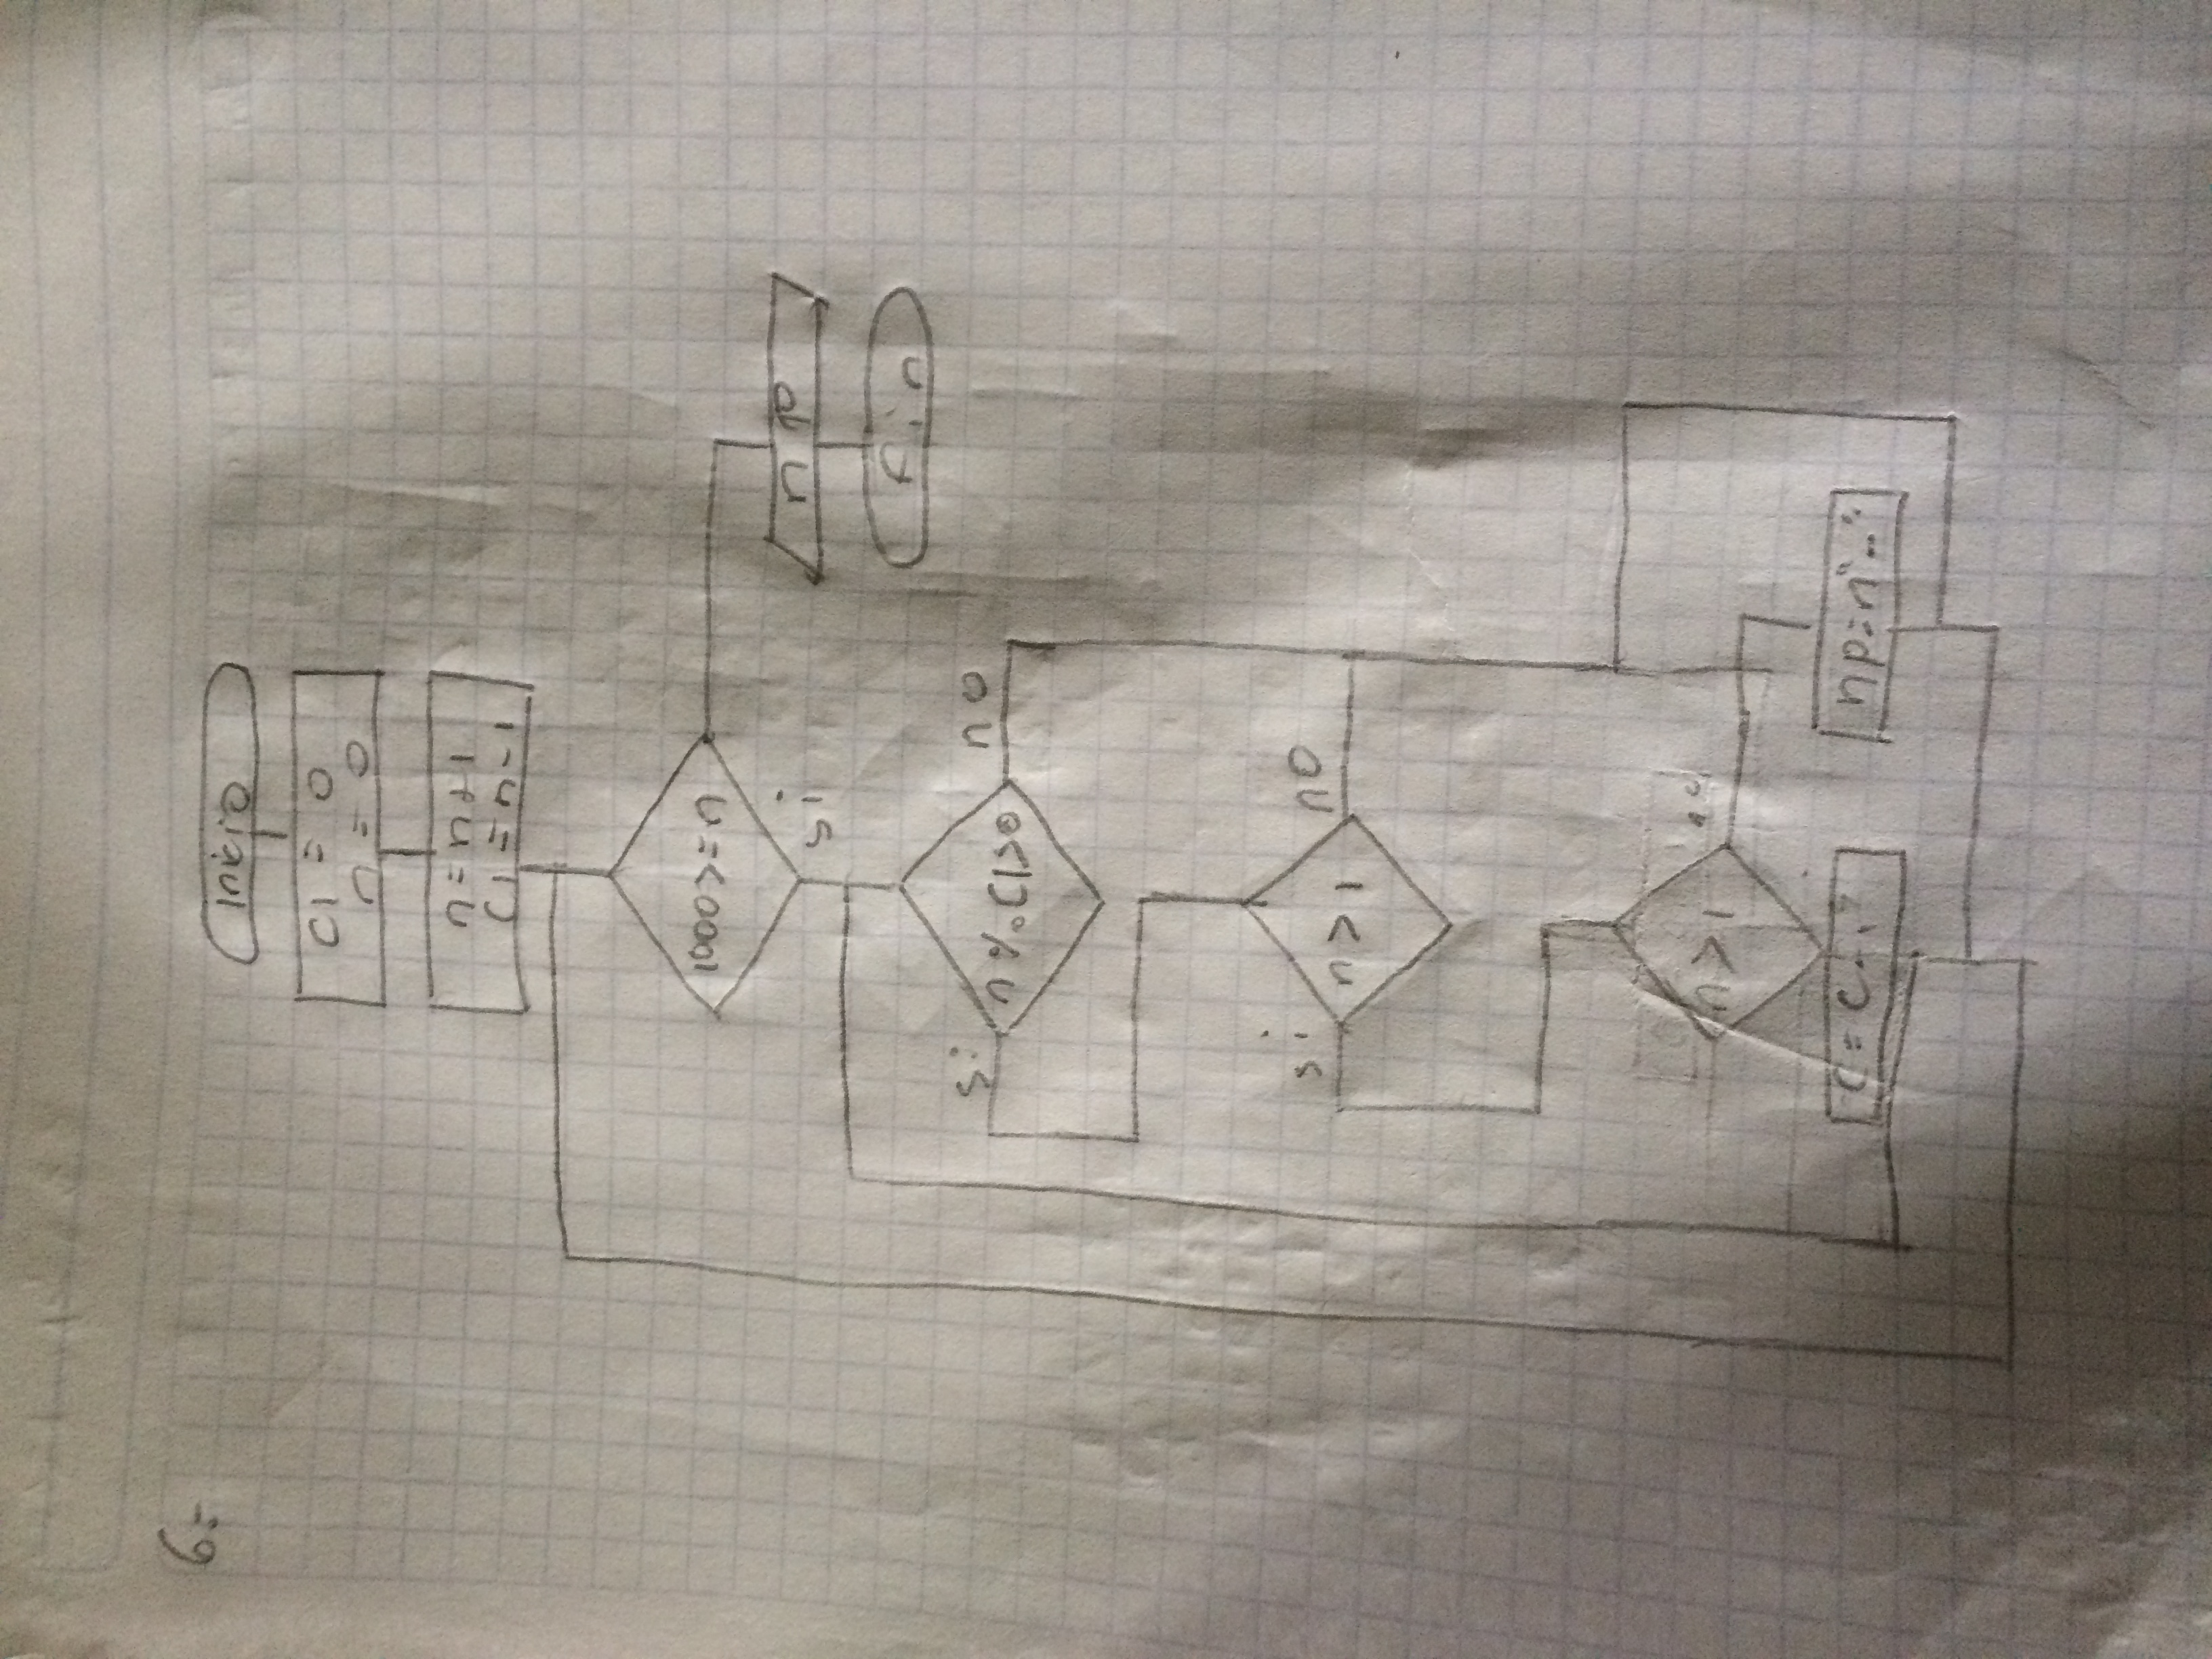 6=
Inicio
C1 = 0
n = 0
n=n+1
C1 = n-1
1000>=n
si
n P
Fin
si
n%C1>0
no
si
n>1
no
n>1
no
np=n"..."